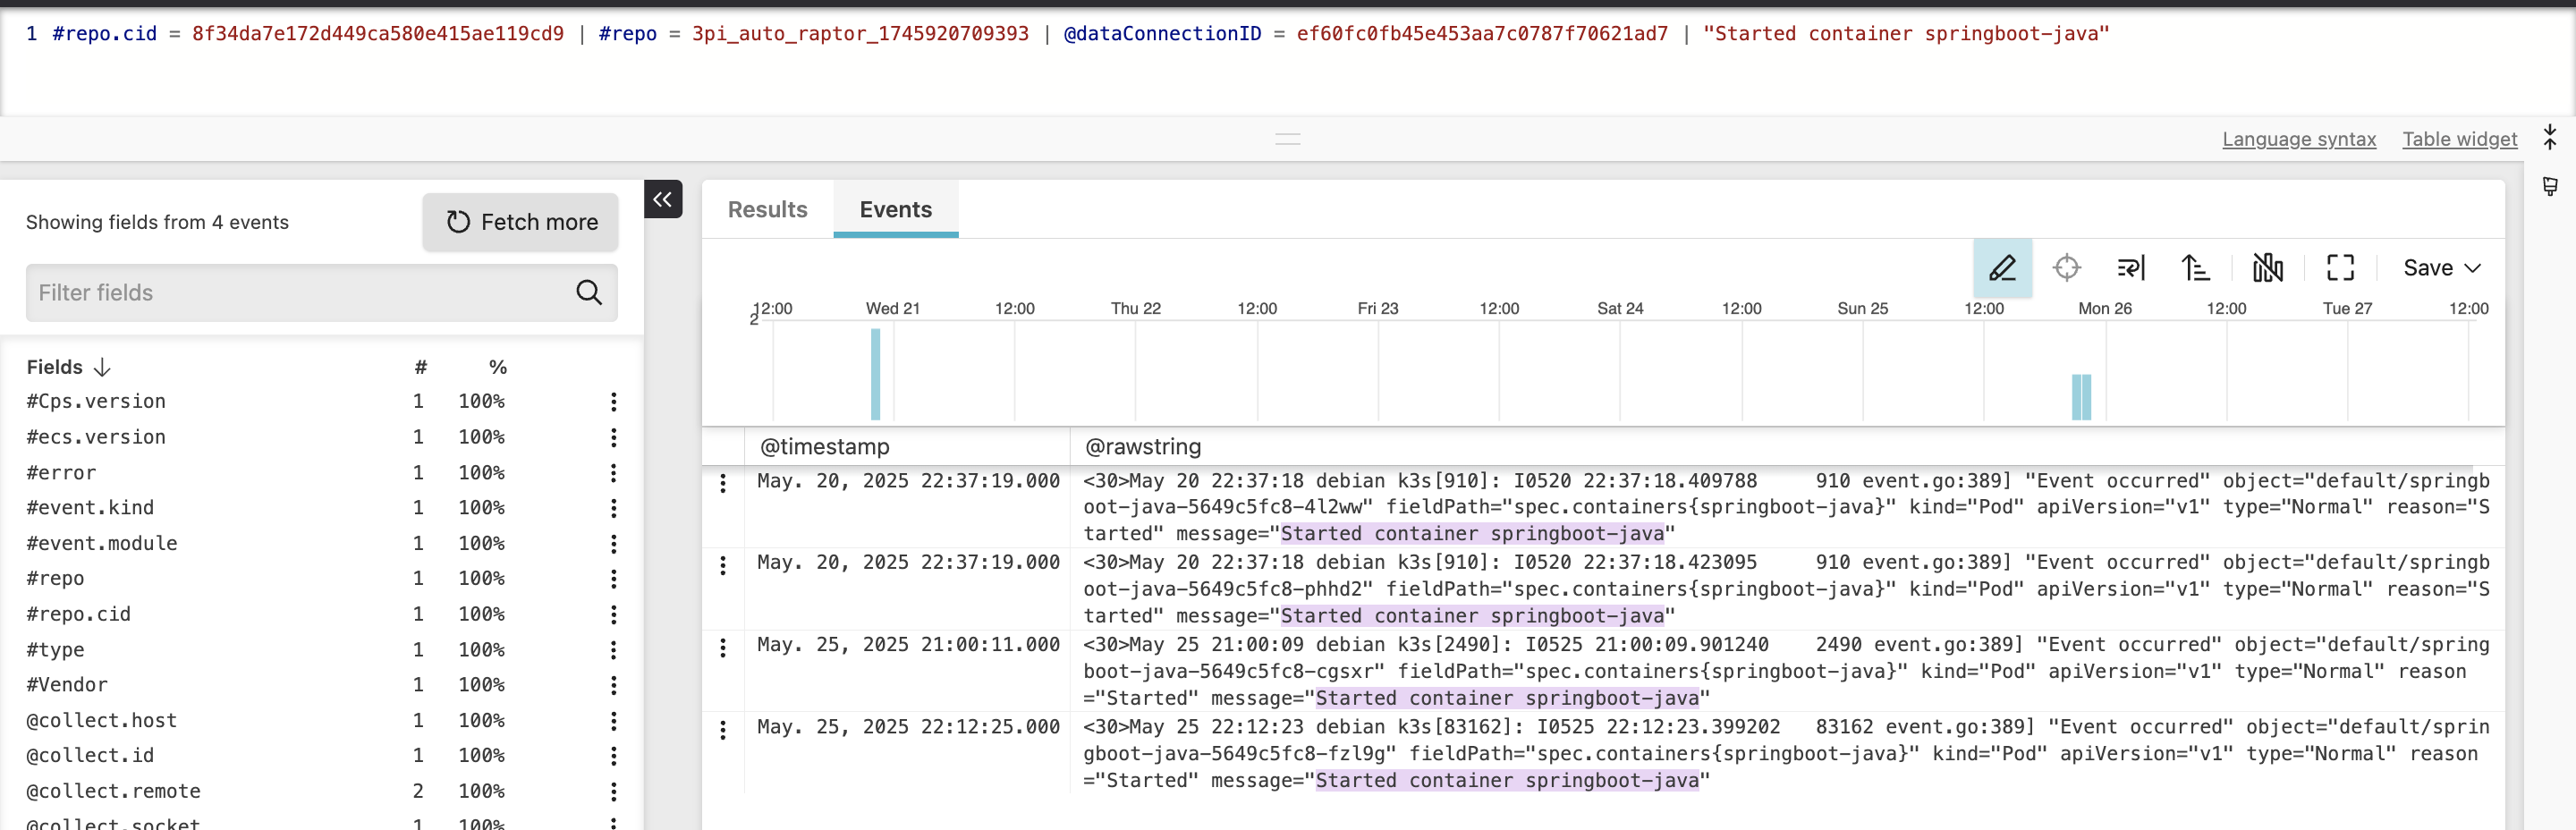 1 #repo.cid = 8f34da7e172d449ca580e415ae119cd9 | #repo = 3pi_auto_raptor_1745920709393 | @dataConnectionID = ef60fc0fb45e453aa7c0787f70621ad7 | "Started container springboot-java"
Language syntax Table widget
Showing fields from 4 events
Fetch more
Filter fields
Fields # %
#Cps.version 1 100%
#ecs.version 1 100%
#error 1 100%
#event.kind 1 100%
#event.module 1 100%
#repo 1 100%
#repo.cid 1 100%
#type 1 100%
#Vendor 1 100%
@collect.host 1 100%
@collect.id 1 100%
@collect.remote 2 100%
@collect.socket 1 100%
Results Events
Save
12:00 Wed 21 12:00 Thu 22 12:00 Fri 23 12:00 Sat 24 12:00 Sun 25 12:00 Mon 26 12:00 Tue 27 12:00
2
@timestamp @rawstring
May. 20, 2025 22:37:19.000 <30>May 20 22:37:18 debian k3s[910]: I0520 22:37:18.409788 910 event.go:389] "Event occurred" object="default/springb
oot-java-5649c5fc8-4l2ww" fieldPath="spec.containers{springboot-java}" kind="Pod" apiVersion="v1" type="Normal" reason="S
tarted" message="Started container springboot-java"
May. 20, 2025 22:37:19.000 <30>May 20 22:37:18 debian k3s[910]: I0520 22:37:18.423095 910 event.go:389] "Event occurred" object="default/springb
oot-java-5649c5fc8-phhd2" fieldPath="spec.containers{springboot-java}" kind="Pod" apiVersion="v1" type="Normal" reason="S
tarted" message="Started container springboot-java"
May. 25, 2025 21:00:11.000 <30>May 25 21:00:09 debian k3s[2490]: I0525 21:00:09.901240 2490 event.go:389] "Event occurred" object="default/spring
boot-java-5649c5fc8-cgsxr" fieldPath="spec.containers{springboot-java}" kind="Pod" apiVersion="v1" type="Normal" reason
="Started" message="Started container springboot-java"
May. 25, 2025 22:12:25.000 <30>May 25 22:12:23 debian k3s[83162]: I0525 22:12:23.399202 83162 event.go:389] "Event occurred" object="default/sprin
gboot-java-5649c5fc8-fzl9g" fieldPath="spec.containers{springboot-java}" kind="Pod" apiVersion="v1" type="Normal" reason
="Started" message="Started container springboot-java"